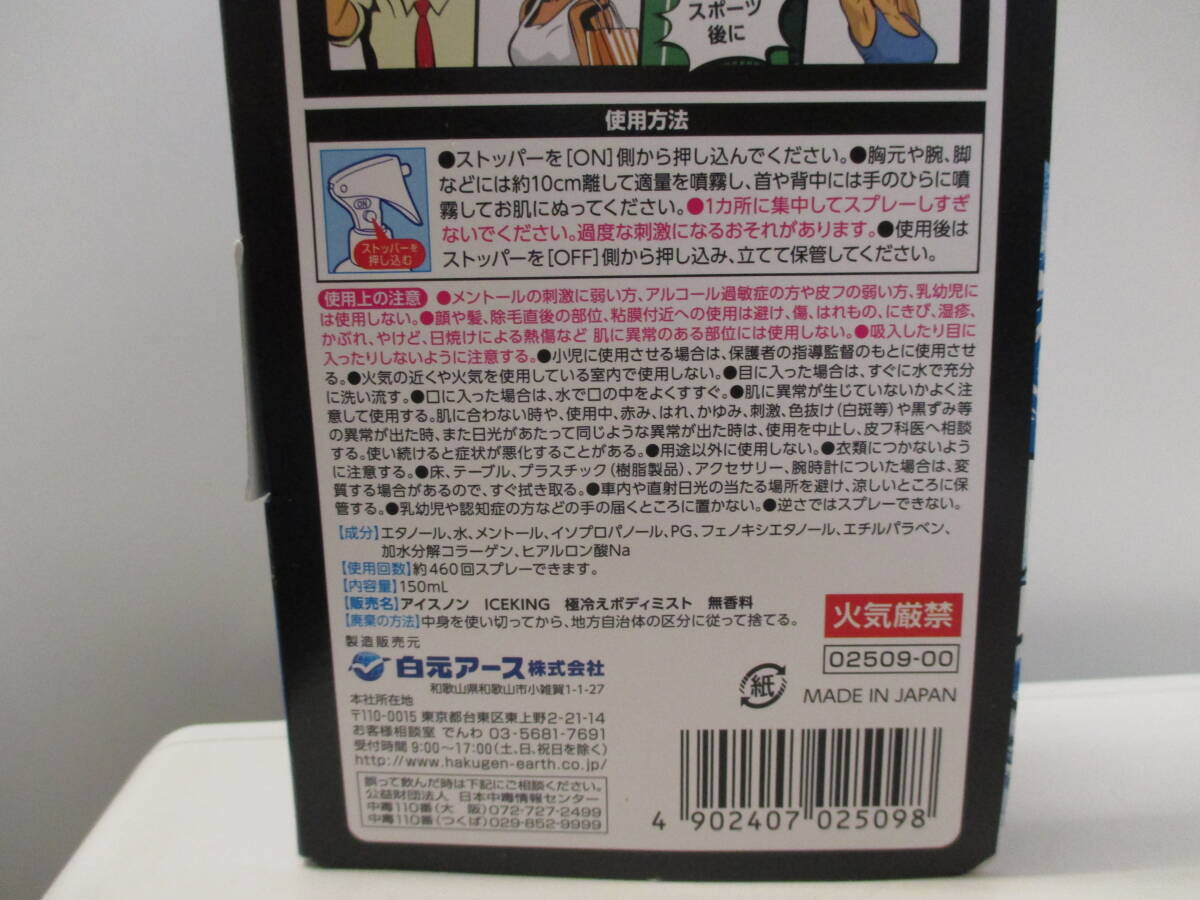 スポーツ
後に
使用方法
●ストッパーを[ON]側から押し込んでください。●胸元や腕、脚
などには約10cm離して適量を噴霧し、首や背中には手のひらに噴
霧してお肌にぬってください。●1カ所に集中してスプレーしすぎ
ないでください。過度な刺激になるおそれがあります。●使用後は
ストッパーを[OFF]側から押し込み、立てて保管してください。
ON
ストッパーを
押し込む
使用上の注意 ●メントールの刺激に弱い方、アルコール過敏症の方や皮フの弱い方、乳幼児に
は使用しない。●顔や髪、除毛直後の部位、粘膜付近への使用は避け、傷、はれもの、にきび、湿疹、
かぶれ、やけど、日焼けによる熱傷など 肌に異常のある部位には使用しない。●吸入したり目に
入ったりしないように注意する。●小児に使用させる場合は、保護者の指導監督のもとに使用させ
る。●火気の近くや火気を使用している室内で使用しない。●目に入った場合は、すぐに水で充分
に洗い流す。●口に入った場合は、水で口の中をよくすすぐ。●肌に異常が生じていないかよく注
意して使用する。肌に合わない時や、使用中、赤み、はれ、かゆみ、刺激、色抜け(白斑等)や黒ずみ等
の異常が出た時、また日光があたって同じような異常が出た時は、使用を中止し、皮フ科医へ相談
する。使い続けると症状が悪化することがある。●用途以外に使用しない。●衣類につかないよう
に注意する。●床、テーブル、プラスチック(樹脂製品)、アクセサリー、腕時計についた場合は、変
質する場合があるので、すぐ拭き取る。●車内や直射日光の当たる場所を避け、涼しいところに保
管する。●乳幼児や認知症の方などの手の届くところに置かない。●逆さではスプレーできない。
【成分】エタノール、水、メントール、イソプロパノール、PG、フェノキシエタノール、エチルパラベン、
加水分解コラーゲン、ヒアルロン酸Na
【使用回数】約460回スプレーできます。
【内容量】150mL
【販売名】アイスノン ICEKING 極冷えボディミスト 無香料
【廃棄の方法】中身を使い切ってから、地方自治体の区分に従って捨てる。
火気厳禁
02509-00
製造販売元
白元アース株式会社
和歌山県和歌山市小雑賀1-1-27
本社所在地
〒110-0015 東京都台東区東上野2-21-14
お客様相談室 でんわ 03-5681-7691
受付時間 9:00〜17:00(土、日、祝日を除く)
http://www.hakugen-earth.co.jp/
誤って飲んだ時は下記にご相談ください。
公益財団法人 日本中毒情報センター
中毒110番(大 阪)072-727-2499
中毒110番(つくば)029-852-9999
紙
MADE IN JAPAN
4 902407 025098